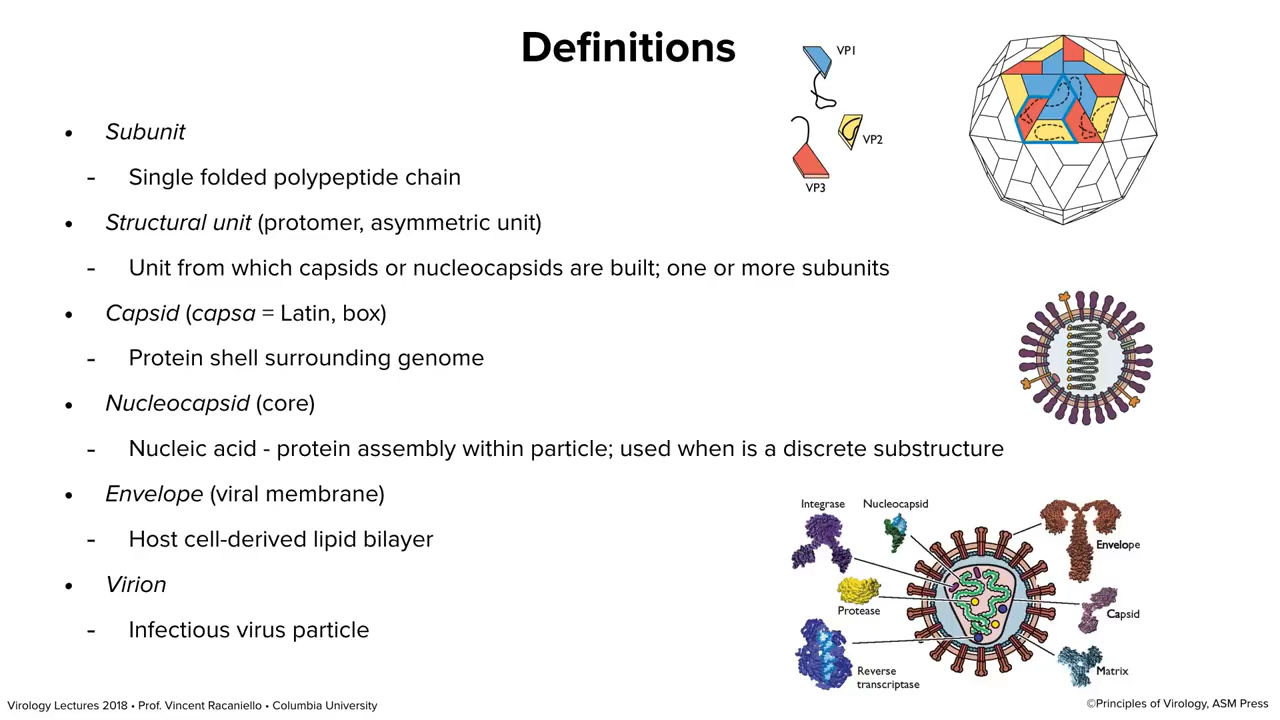 Definitions
VP1
VP2
VP3
• Subunit
- Single folded polypeptide chain
• Structural unit (protomer, asymmetric unit)
- Unit from which capsids or nucleocapsids are built; one or more subunits
• Capsid (capsa = Latin, box)
- Protein shell surrounding genome
• Nucleocapsid (core)
- Nucleic acid - protein assembly within particle; used when is a discrete substructure
• Envelope (viral membrane)
- Host cell-derived lipid bilayer
• Virion
- Infectious virus particle
Integrase
Nucleocapsid
Envelope
Protease
Capsid
Reverse
transcriptase
Matrix
Virology Lectures 2018 • Prof. Vincent Racaniello • Columbia University
©Principles of Virology, ASM Press